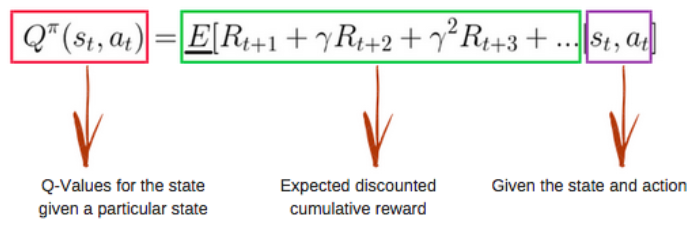 Q^π(s_t, a_t) = E[R_{t+1} + γR_{t+2} + γ^2R_{t+3} + ...|s_t, a_t]
Q-Values for the state
given a particular state
Expected discounted
cumulative reward
Given the state and action